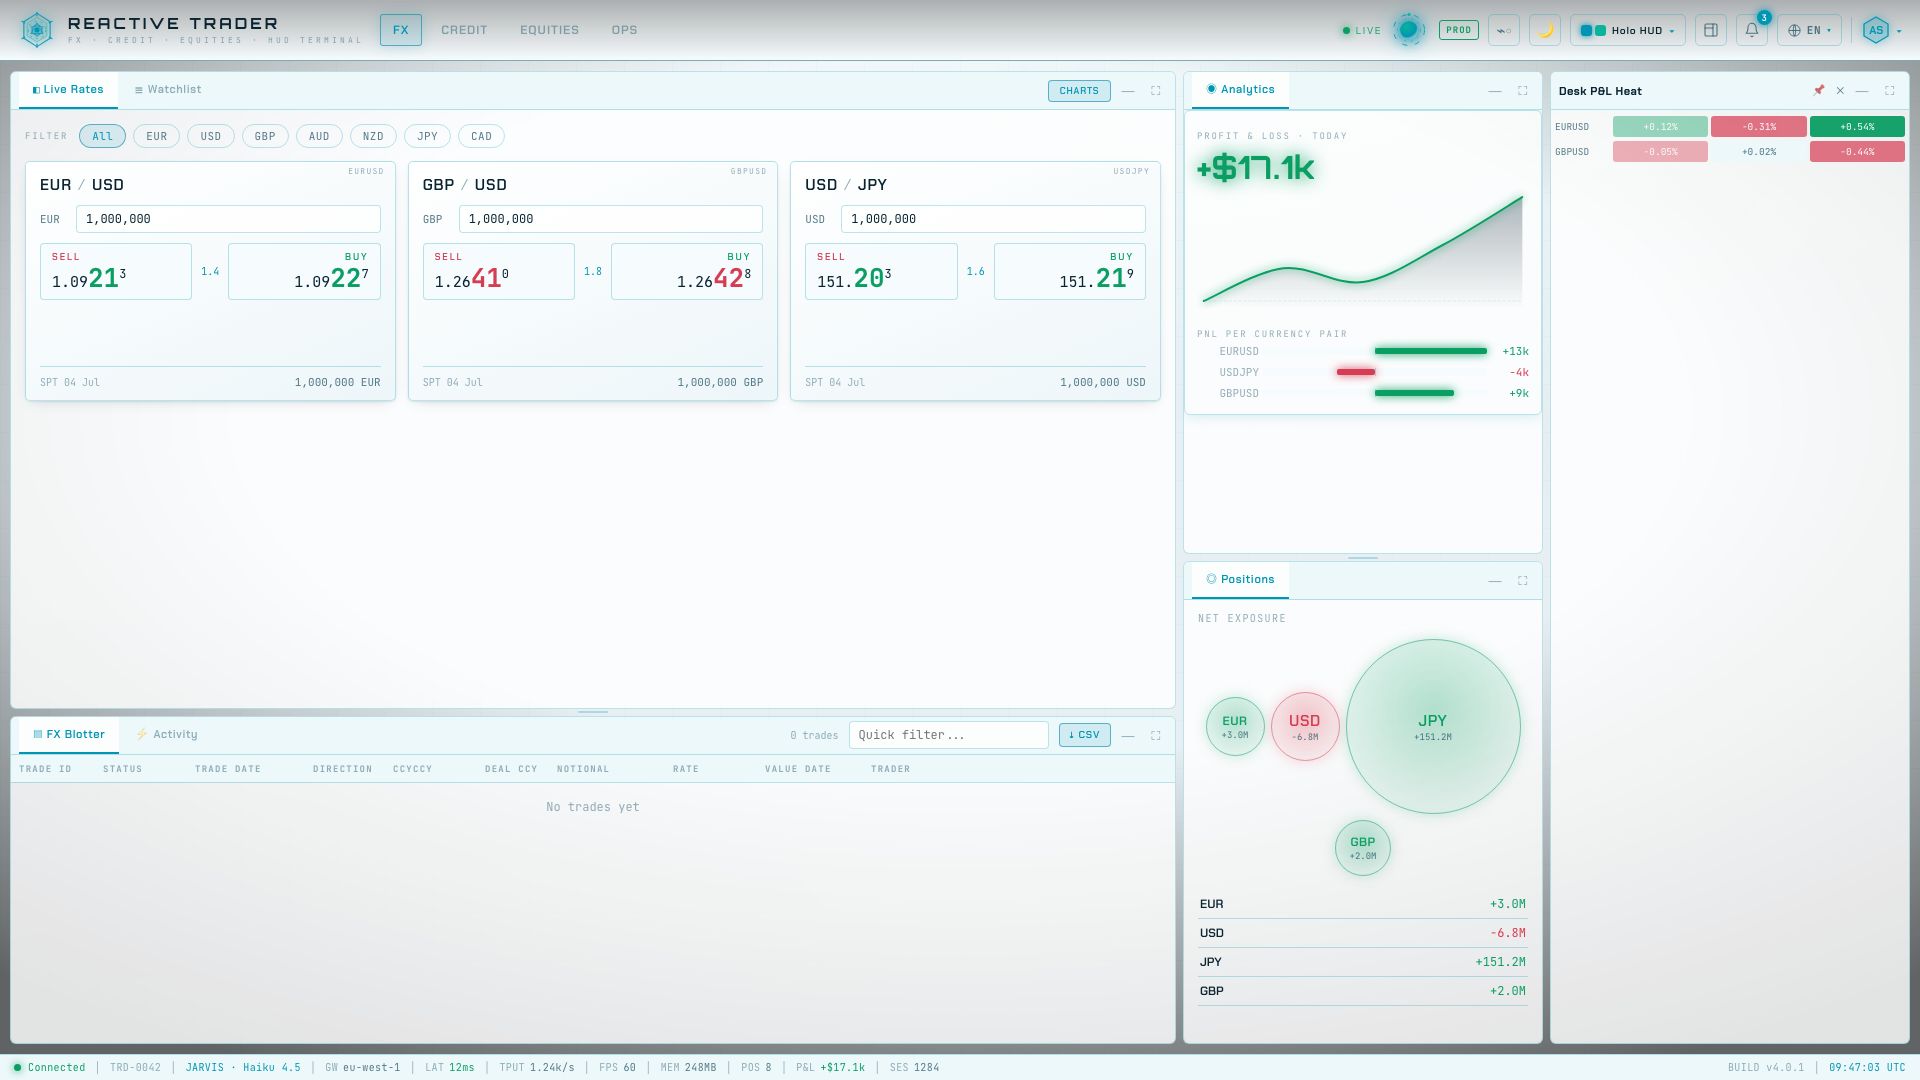 REACTIVE TRADER
FX · CREDIT · EQUITIES · HUD TERMINAL
FX
CREDIT
EQUITIES
OPS
LIVE
PROD
Holo HUD
3
EN
AS
Live Rates
Watchlist
CHARTS
FILTER
All
EUR
USD
GBP
AUD
NZD
JPY
CAD
EURUSD
EUR / USD
EUR 1,000,000
SELL
1.09213
1.4
BUY
1.09227
SPT 04 Jul
1,000,000 EUR
GBPUSD
GBP / USD
GBP 1,000,000
SELL
1.26410
1.8
BUY
1.26428
SPT 04 Jul
1,000,000 GBP
USDJPY
USD / JPY
USD 1,000,000
SELL
151.203
1.6
BUY
151.219
SPT 04 Jul
1,000,000 USD
FX Blotter
Activity
0 trades
Quick filter...
↓ CSV
TRADE ID STATUS TRADE DATE DIRECTION CCYCCY DEAL CCY NOTIONAL RATE VALUE DATE TRADER
No trades yet
Analytics
PROFIT & LOSS · TODAY
+$17.1k
PNL PER CURRENCY PAIR
EURUSD +13k
USDJPY -4k
GBPUSD +9k
Positions
NET EXPOSURE
EUR
+3.0M
USD
-6.8M
JPY
+151.2M
GBP
+2.0M
EUR +3.0M
USD -6.8M
JPY +151.2M
GBP +2.0M
Desk P&L Heat
EURUSD +0.12% -0.31% +0.54%
GBPUSD -0.05% +0.02% -0.44%
Connected
TRD-0042
JARVIS · Haiku 4.5
GW eu-west-1
LAT 12ms
TPUT 1.24k/s
FPS 60
MEM 248MB
POS 8
P&L +$17.1k
SES 1284
BUILD v4.0.1
09:47:03 UTC